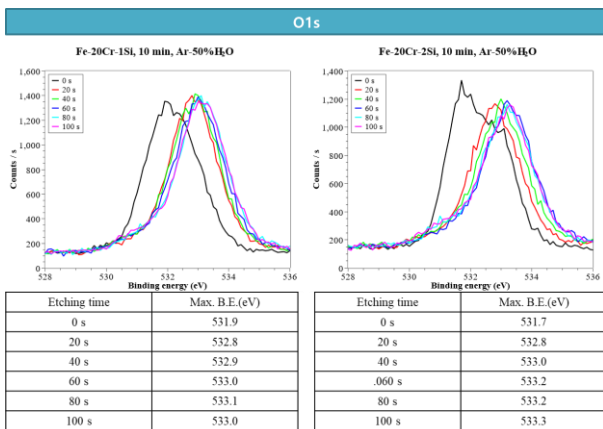 O1s
Fe-20Cr-1Si, 10 min, Ar-50%H₂O
1,600
1,400
1,200
1,000
800
600
400
200
0
0 s
20 s
40 s
60 s
80 s
100 s
Counts / s
528
530
532
534
536
Binding energy (eV)
Etching time Max. B.E.(eV)
0 s 531.9
20 s 532.8
40 s 532.9
60 s 533.0
80 s 533.1
100 s 533.0
Fe-20Cr-2Si, 10 min, Ar-50%H₂O
1,400
1,200
1,000
800
600
400
200
0
0 s
20 s
40 s
60 s
80 s
100 s
Counts / s
528
530
532
534
536
Binding energy (eV)
Etching time Max. B.E.(eV)
0 s 531.7
20 s 532.8
40 s 533.0
.060 s 533.2
80 s 533.2
100 s 533.3